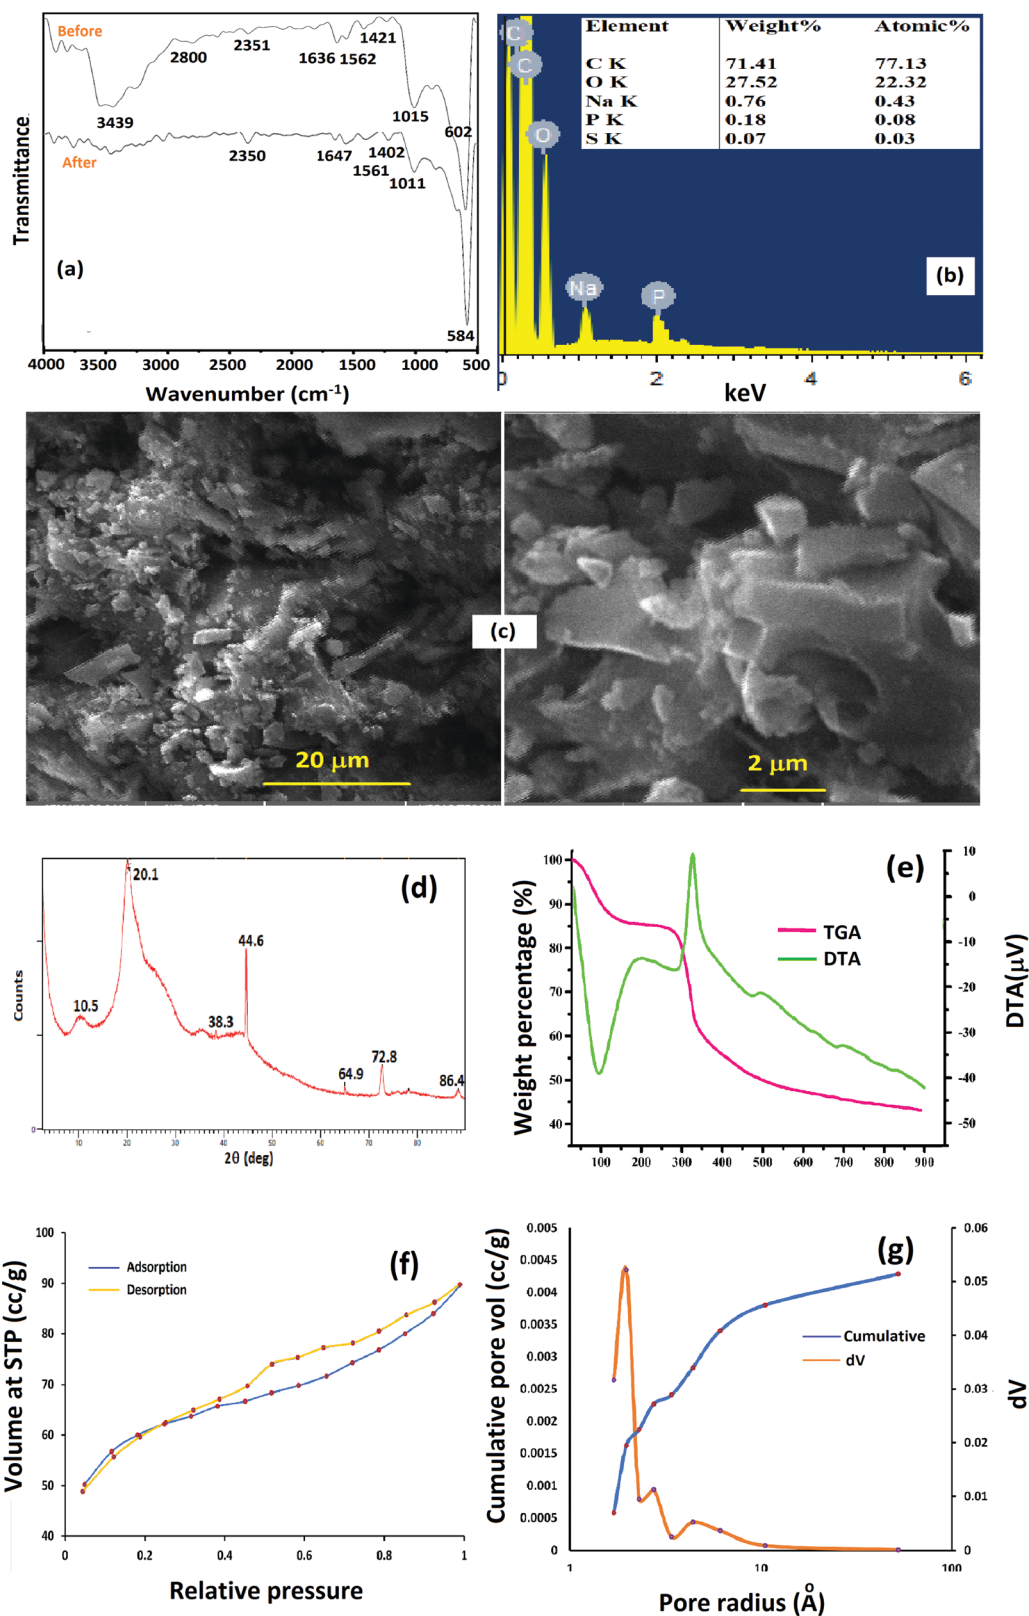 Before
2800
2351
1636
1562
1421
3439
1015
602
After
2350
1647
1561
1402
1011
584
(a)
Transmittance
4000 3500 3000 2500 2000 1500 1000 500
Wavenumber (cm⁻¹)
Element Weight% Atomic%
C K 71.41 77.13
O K 27.52 22.32
Na K 0.76 0.43
P K 0.18 0.08
S K 0.07 0.03
C
C
O
Na
P
(b)
0 2 4 6
keV
(c)
20 μm
2 μm
(d)
20.1
10.5
38.3
44.6
64.9
72.8
86.4
Counts
0
10 20 30 40 50 60 70 80
2θ (deg)
(e)
TGA
DTA
Weight percentage (%)
100
90
80
70
60
50
40
100 200 300 400 500 600 700 800 900
10
0
-10
-20
-30
-40
-50
DTA(μV)
(f)
Adsorption
Desorption
Volume at STP (cc/g)
100
90
80
70
60
50
40
0 0.2 0.4 0.6 0.8 1
Relative pressure
(g)
Cumulative
dV
Cumulative pore vol (cc/g)
0.005
0.0045
0.004
0.0035
0.003
0.0025
0.002
0.0015
0.001
0.0005
0
1 10 100
0.06
0.05
0.04
0.03
0.02
0.01
0
dV
Pore radius (Å)